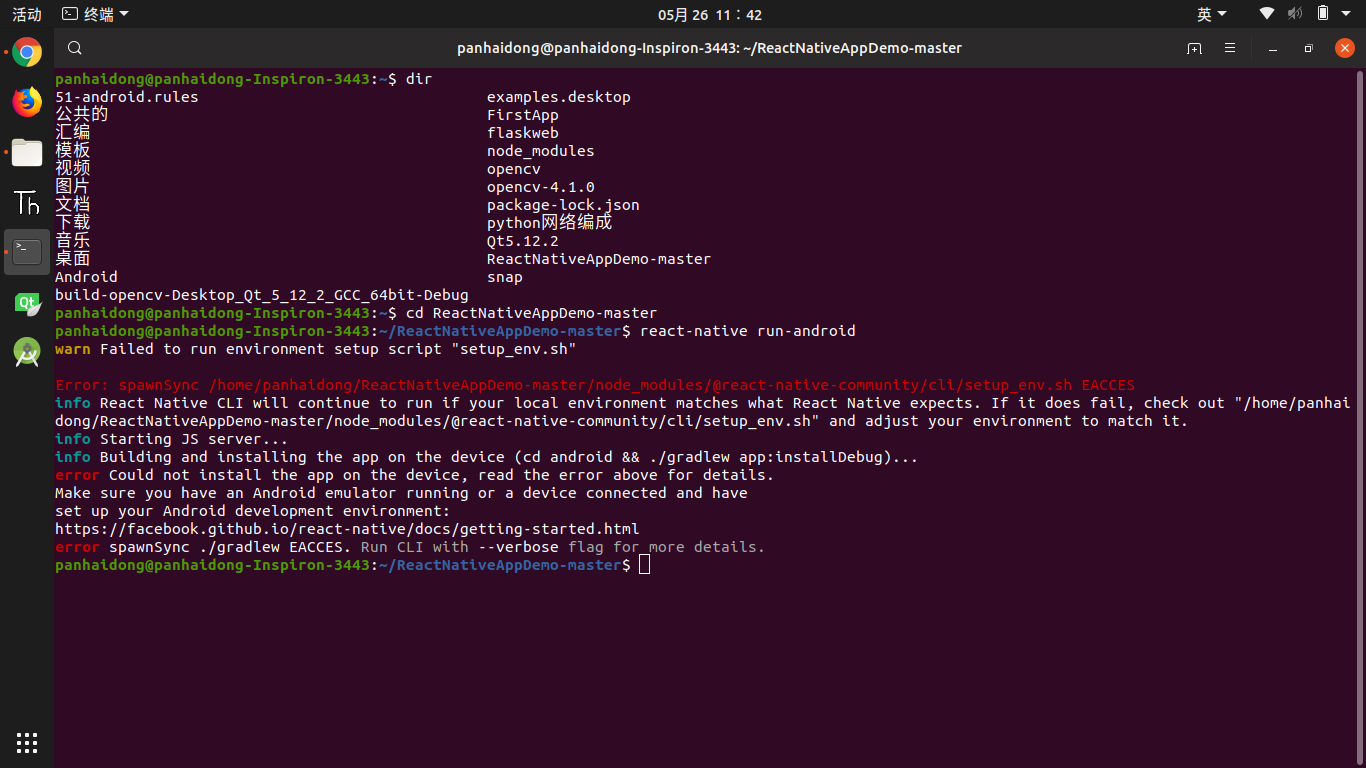 活动
终端
05月 26 11：42
英
panhaidong@panhaidong-Inspiron-3443: ~/ReactNativeAppDemo-master
Th
Qt
panhaidong@panhaidong-Inspiron-3443:~$ dir
51-android.rules examples.desktop
公共的 FirstApp
汇编 flaskweb
模板 node_modules
视频 opencv
图片 opencv-4.1.0
文档 package-lock.json
下载 python网络编成
音乐 Qt5.12.2
桌面 ReactNativeAppDemo-master
Android snap
build-opencv-Desktop_Qt_5_12_2_GCC_64bit-Debug
panhaidong@panhaidong-Inspiron-3443:~$ cd ReactNativeAppDemo-master
panhaidong@panhaidong-Inspiron-3443:~/ReactNativeAppDemo-master$ react-native run-android
warn Failed to run environment setup script "setup_env.sh"
Error: spawnSync /home/panhaidong/ReactNativeAppDemo-master/node_modules/@react-native-community/cli/setup_env.sh EACCES
info React Native CLI will continue to run if your local environment matches what React Native expects. If it does fail, check out "/home/panhai
dong/ReactNativeAppDemo-master/node_modules/@react-native-community/cli/setup_env.sh" and adjust your environment to match it.
info Starting JS server...
info Building and installing the app on the device (cd android && ./gradlew app:installDebug)...
error Could not install the app on the device, read the error above for details.
Make sure you have an Android emulator running or a device connected and have
set up your Android development environment:
https://facebook.github.io/react-native/docs/getting-started.html
error spawnSync ./gradlew EACCES. Run CLI with --verbose flag for more details.
panhaidong@panhaidong-Inspiron-3443:~/ReactNativeAppDemo-master$